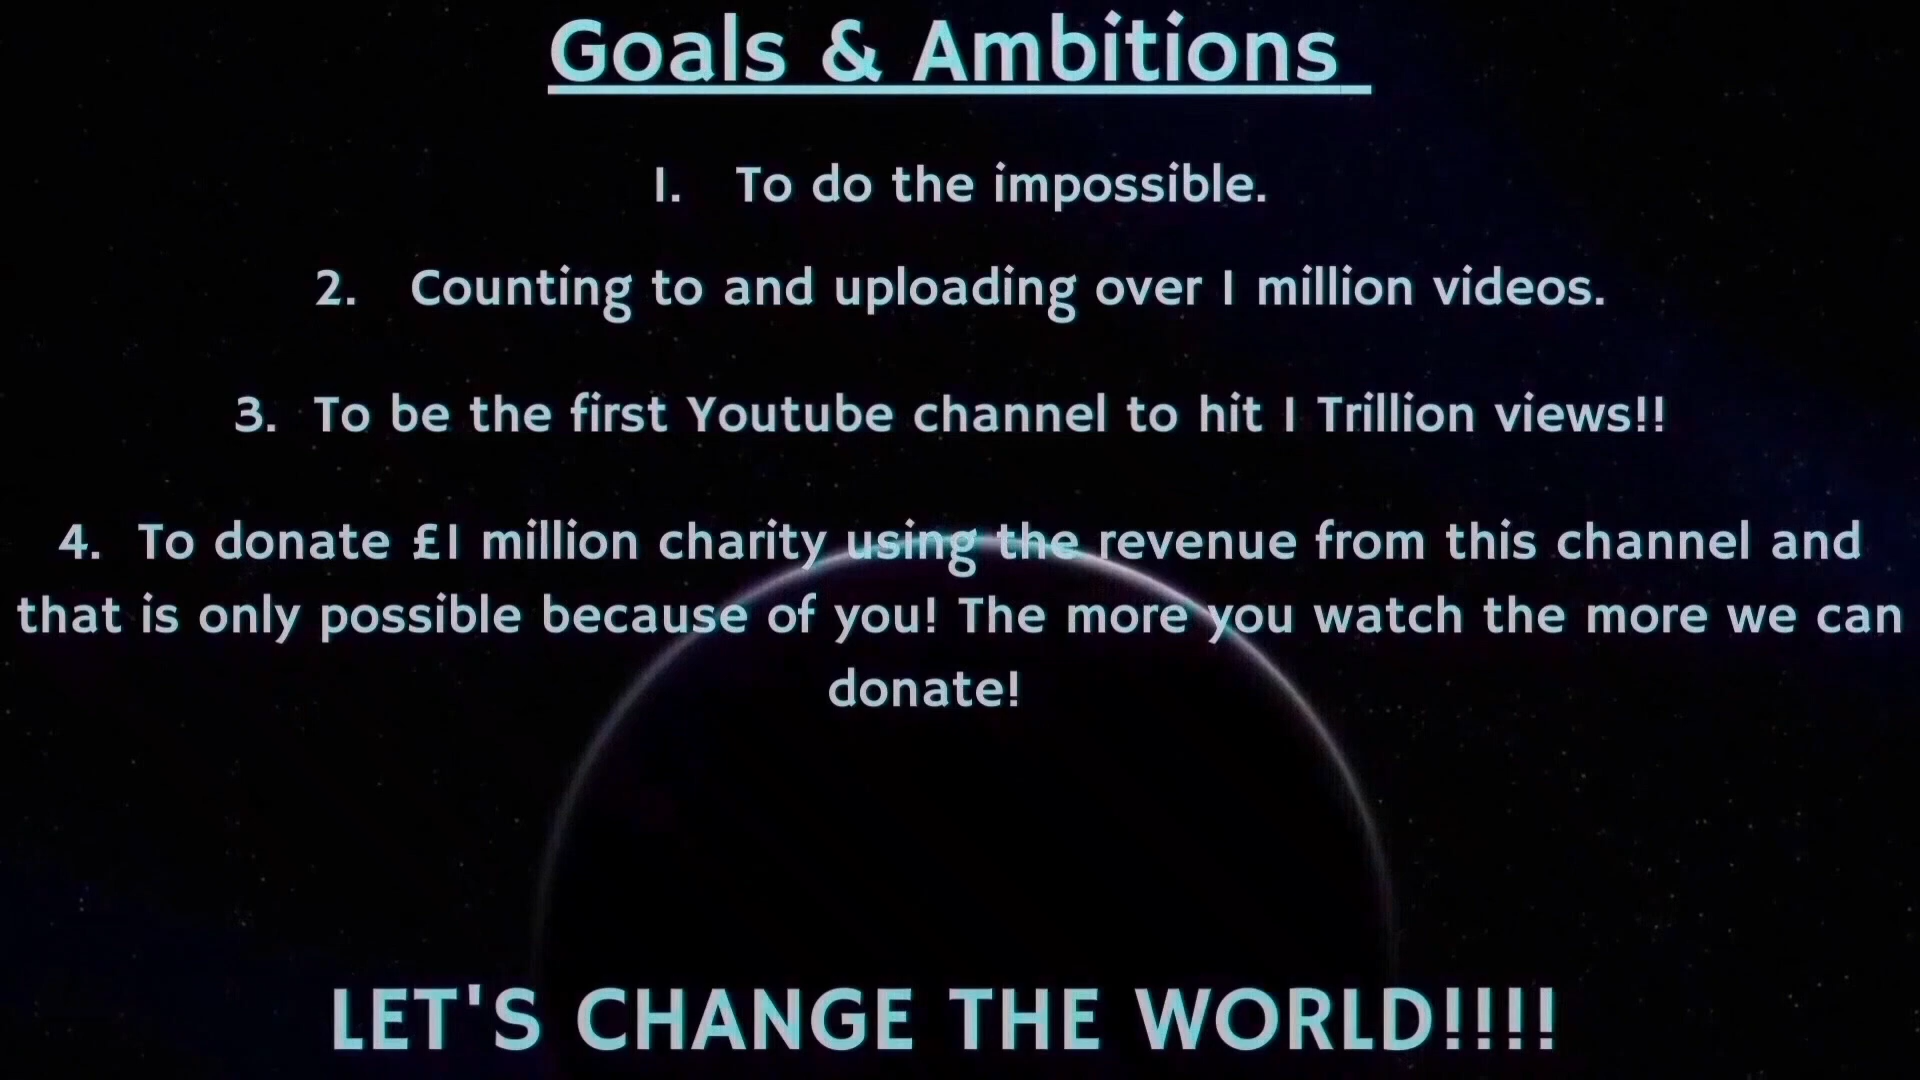 Goals & Ambitions
1. To do the impossible.
2. Counting to and uploading over 1 million videos.
3. To be the first Youtube channel to hit 1 Trillion views!!
4. To donate £1 million charity using the revenue from this channel and
that is only possible because of you! The more you watch the more we can
donate!
LET'S CHANGE THE WORLD!!!!